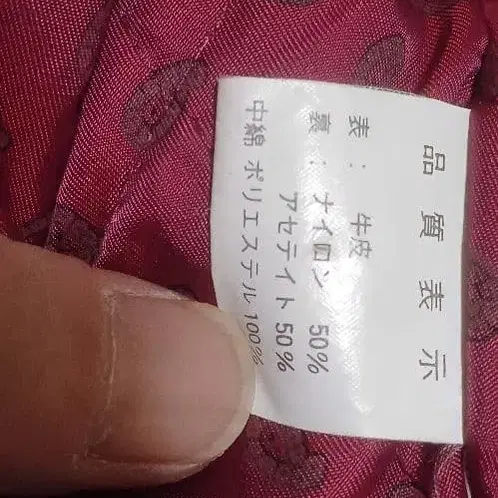 品質表示
表: 牛皮
裏: ナイロン 50%
アセテイト 50%
中綿 ポリエステル 100%